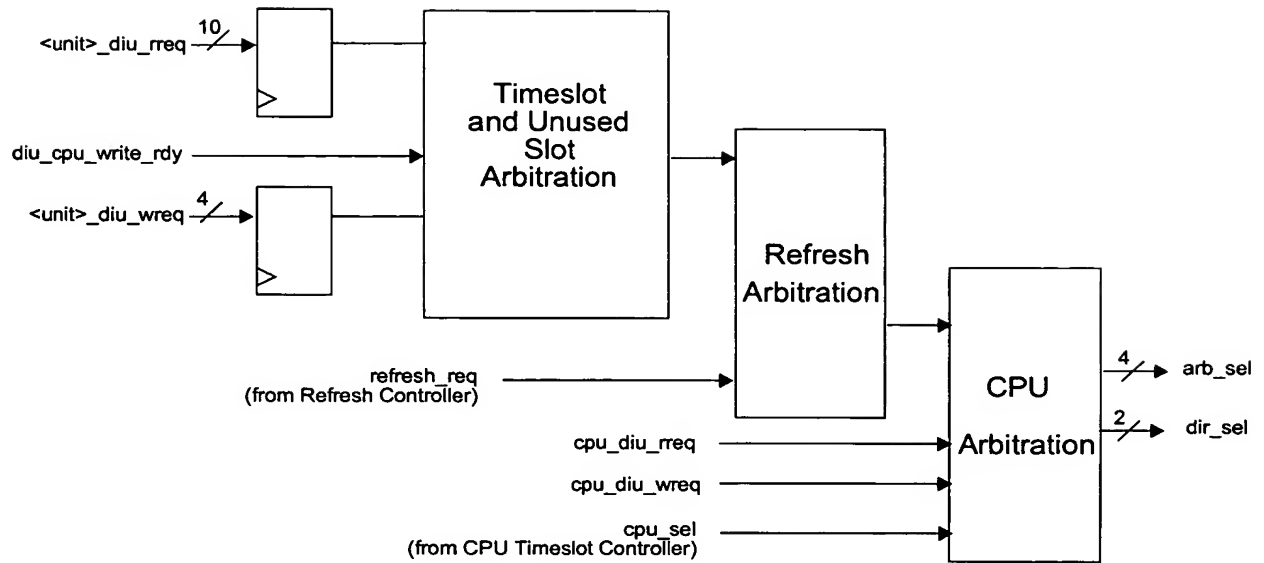 10
<unit>_diu_rreq
diu_cpu_write_rdy
4
<unit>_diu_wreq
Timeslot
and Unused
Slot
Arbitration
Refresh
Arbitration
refresh_req
(from Refresh Controller)
cpu_diu_rreq
cpu_diu_wreq
cpu_sel
(from CPU Timeslot Controller)
CPU
Arbitration
4
arb_sel
2
dir_sel